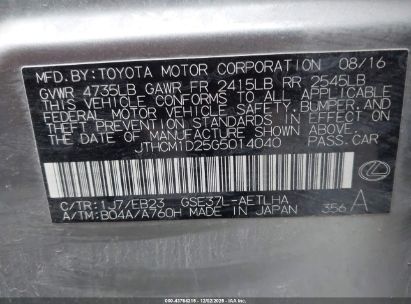 MFD.BY:TOYOTA MOTOR CORPORATION 08/16
GVWR 4735LB GAWR FR 2415LB RR 2545LB
THIS VEHICLE CONFORMS TO ALL APPLICABLE
FEDERAL MOTOR VEHICLE SAFETY, BUMPER, AND
THEFT PREVENTION STANDARDS IN EFFECT ON
THE DATE OF MANUFACTURE SHOWN ABOVE.
JTHCM1D25G5014040 PASS.CAR
C/TR:1J7/EB23 GSE37L-AETLHA
A/TM:B04A/A760H MADE IN JAPAN 356 A